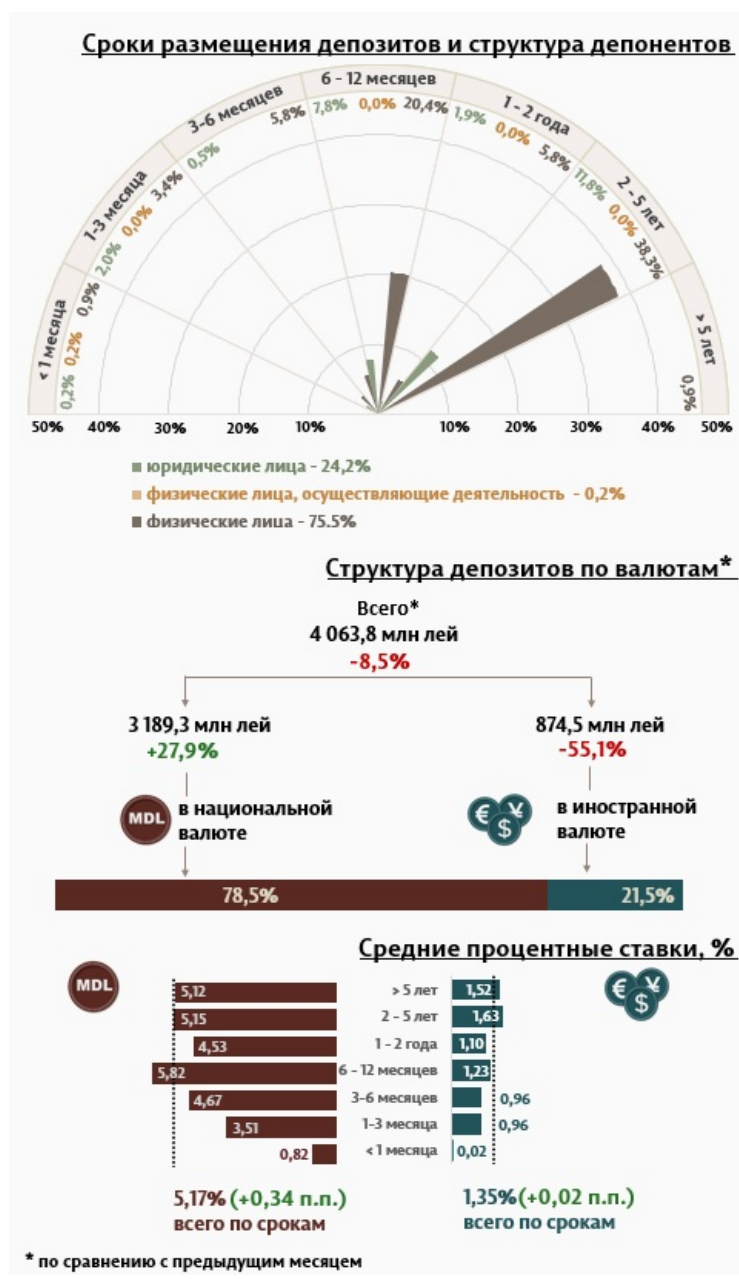 Сроки размещения депозитов и структура депонентов
< 1 месяца
0,2%
0,2%
0,9%
1-3 месяца
2,0%
0,0%
3,4%
3-6 месяцев
0,5%
5,8%
6 - 12 месяцев
7,8%
0,0%
20,4%
1 - 2 года
1,9%
0,0%
5,8%
2 - 5 лет
11,8%
0,0%
38,3%
> 5 лет
0,9%
50% 40% 30% 20% 10% 10% 20% 30% 40% 50%
юридические лица - 24,2%
физические лица, осуществляющие деятельность - 0,2%
физические лица - 75.5%
Структура депозитов по валютам*
Всего*
4 063,8 млн лей
-8,5%
3 189,3 млн лей
+27,9%
874,5 млн лей
-55,1%
MDL
в национальной
валюте
€ ¥ $
в иностранной
валюте
78,5% 21,5%
Средние процентные ставки, %
MDL
€ ¥ $
5,12 > 5 лет 1,52
5,15 2 - 5 лет 1,63
4,53 1 - 2 года 1,10
5,82 6 - 12 месяцев 1,23
4,67 3-6 месяцев 0,96
3,51 1-3 месяца 0,96
0,82 < 1 месяца 0,02
5,17% (+0,34 п.п.)
всего по срокам
1,35% (+0,02 п.п.)
всего по срокам
* по сравнению с предыдущим месяцем